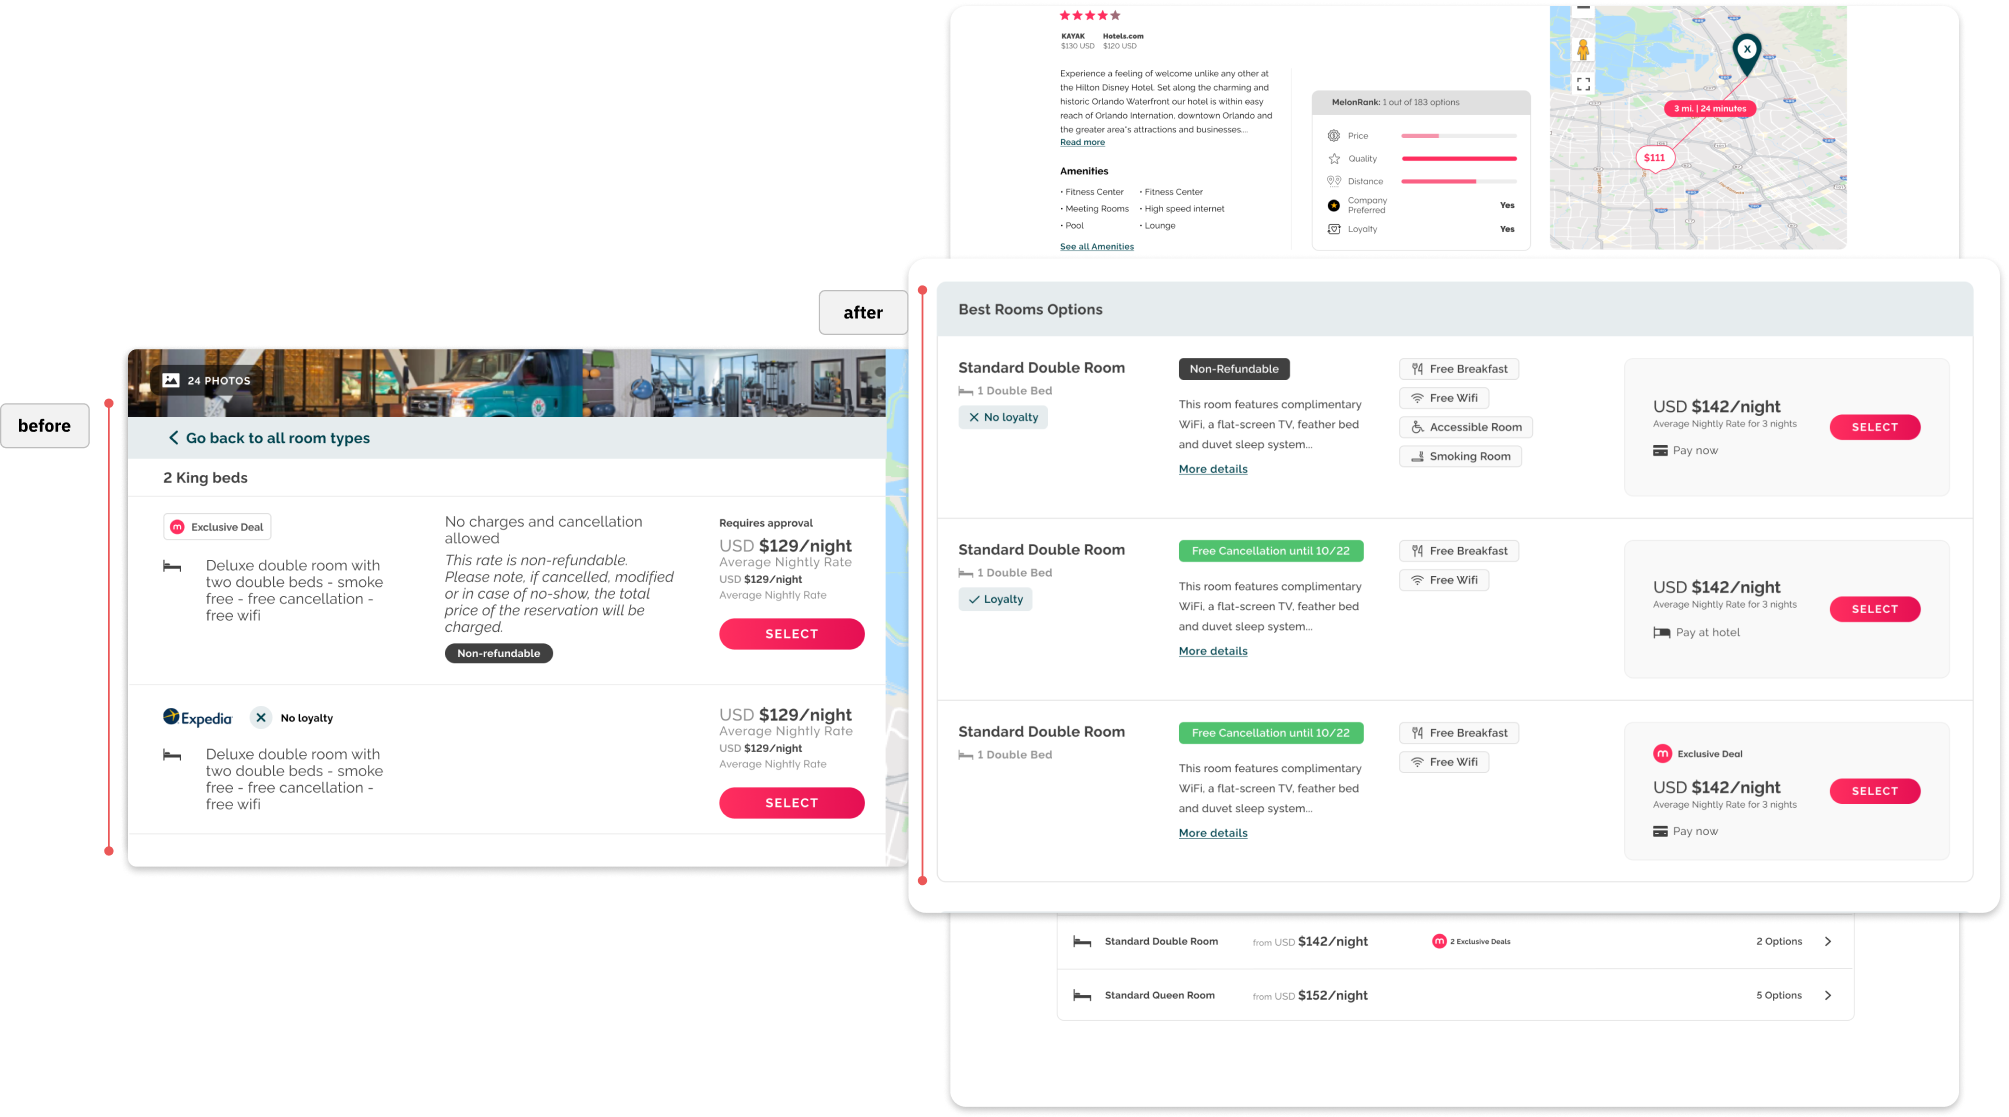 before
24 PHOTOS
Go back to all room types
2 King beds
Exclusive Deal
Deluxe double room with
two double beds - smoke
free - free cancellation -
free wifi
No charges and cancellation
allowed
This rate is non-refundable.
Please note, if cancelled, modified
or in case of no-show, the total
price of the reservation will be
charged.
Non-refundable
Requires approval
USD $129/night
Average Nightly Rate
USD $129/night
Average Nightly Rate
SELECT
Expedia
No loyalty
Deluxe double room with
two double beds - smoke
free - free cancellation -
free wifi
USD $129/night
Average Nightly Rate
USD $129/night
Average Nightly Rate
SELECT
after
KAYAK Hotels.com
$130 USD $120 USD
Experience a feeling of welcome unlike any other at
the Hilton Disney Hotel. Set along the charming and
historic Orlando Waterfront our hotel is within easy
reach of Orlando Internation, downtown Orlando and
the greater area's attractions and businesses...
Read more
Amenities
• Fitness Center • Fitness Center
• Meeting Rooms • High speed internet
• Pool • Lounge
See all Amenities
MelonRank: 1 out of 183 options
Price
Quality
Distance
Company
Preferred
Yes
Loyalty Yes
X
3 mi. | 24 minutes
$111
Best Rooms Options
Standard Double Room
1 Double Bed
No loyalty
Non-Refundable
This room features complimentary
WiFi, a flat-screen TV, feather bed
and duvet sleep system...
More details
Free Breakfast
Free Wifi
Accessible Room
Smoking Room
USD $142/night
Average Nightly Rate for 3 nights
Pay now
SELECT
Standard Double Room
1 Double Bed
Loyalty
Free Cancellation until 10/22
This room features complimentary
WiFi, a flat-screen TV, feather bed
and duvet sleep system...
More details
Free Breakfast
Free Wifi
USD $142/night
Average Nightly Rate for 3 nights
Pay at hotel
SELECT
Standard Double Room
1 Double Bed
Free Cancellation until 10/22
This room features complimentary
WiFi, a flat-screen TV, feather bed
and duvet sleep system...
More details
Free Breakfast
Free Wifi
m Exclusive Deal
USD $142/night
Average Nightly Rate for 3 nights
Pay now
SELECT
Standard Double Room from USD $142/night m 2 Exclusive Deals 2 Options
Standard Queen Room from USD $152/night 5 Options